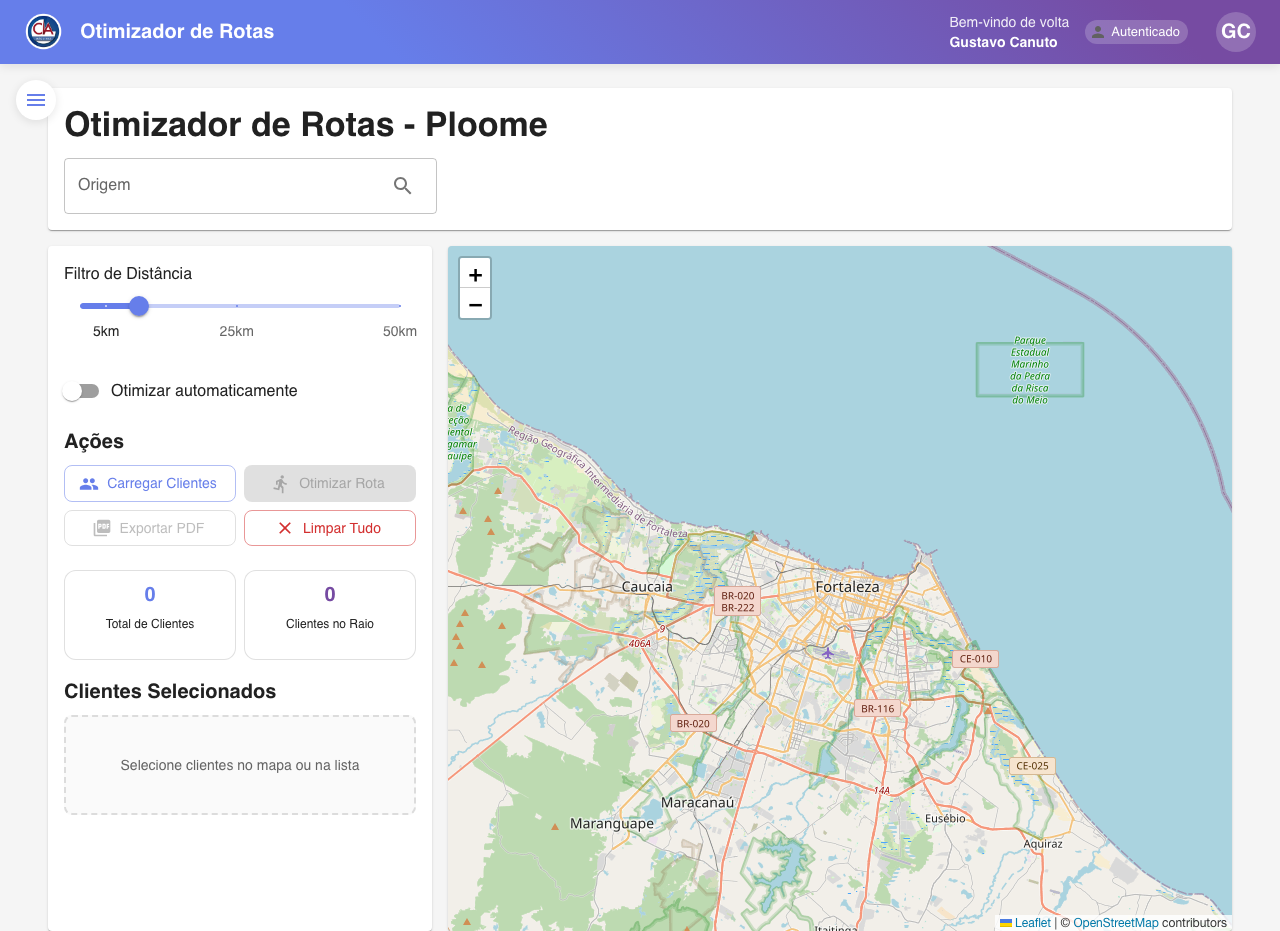 CA
Otimizador de Rotas
Bem-vindo de volta
Gustavo Canuto
Autenticado
GC
Otimizador de Rotas - Ploome
Origem
Filtro de Distância
5km
25km
50km
Otimizar automaticamente
Ações
Carregar Clientes
Otimizar Rota
PDF
Exportar PDF
Limpar Tudo
0
Total de Clientes
0
Clientes no Raio
Clientes Selecionados
Selecione clientes no mapa ou na lista
+
−
Parque
Estadual
Marinho
da Pedra
da Risca
do Meio
Região Geográfica Intermediária de Fortaleza
Caucaia
BR-020
BR-222
Fortaleza
9
406A
CE-010
BR-116
BR-020
CE-025
14A
Maracanaú
Maranguape
Eusébio
Aquiraz
Itaitinga
Leaflet | © OpenStreetMap contributors